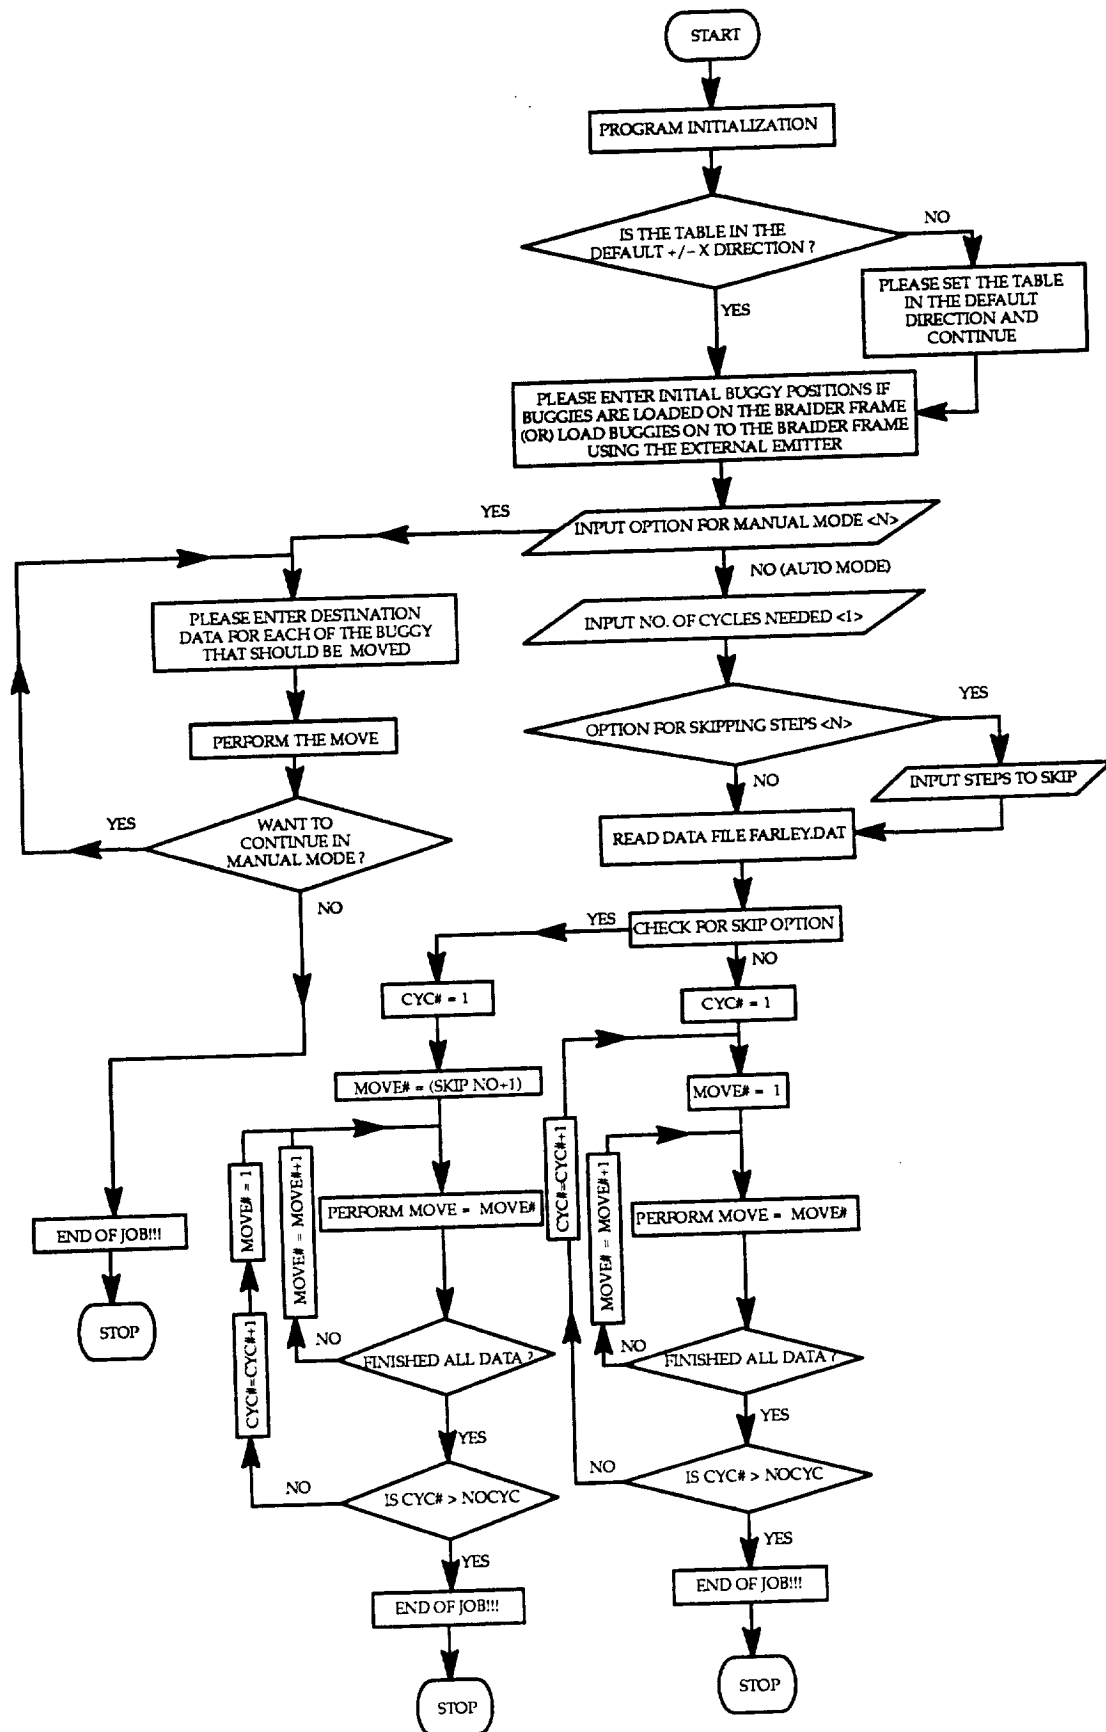 START
PROGRAM INITIALIZATION
IS THE TABLE IN THE
DEFAULT +/- X DIRECTION ?
NO
PLEASE SET THE TABLE
IN THE DEFAULT
DIRECTION AND
CONTINUE
YES
PLEASE ENTER INITIAL BUGGY POSITIONS IF
BUGGIES ARE LOADED ON THE BRAIDER FRAME
(OR) LOAD BUGGIES ON TO THE BRAIDER FRAME
USING THE EXTERNAL EMITTER
YES
INPUT OPTION FOR MANUAL MODE <N>
NO (AUTO MODE)
PLEASE ENTER DESTINATION
DATA FOR EACH OF THE BUGGY
THAT SHOULD BE MOVED
INPUT NO. OF CYCLES NEEDED <1>
PERFORM THE MOVE
OPTION FOR SKIPPING STEPS <N>
YES
INPUT STEPS TO SKIP
NO
YES
WANT TO
CONTINUE IN
MANUAL MODE ?
NO
READ DATA FILE FARLEY.DAT
YES
CHECK FOR SKIP OPTION
NO
CYC# = 1
CYC# = 1
MOVE# = (SKIP NO+1)
MOVE# = 1
MOVE# = 1
MOVE# = MOVE#+1
PERFORM MOVE = MOVE#
CYC#=CYC#+1
MOVE# = MOVE#+1
PERFORM MOVE = MOVE#
END OF JOB!!!
STOP
CYC#=CYC#+1
NO
FINISHED ALL DATA ?
NO
FINISHED ALL DATA ?
YES
YES
NO
IS CYC# > NOCYC
NO
IS CYC# > NOCYC
YES
YES
END OF JOB!!!
END OF JOB!!!
STOP
STOP